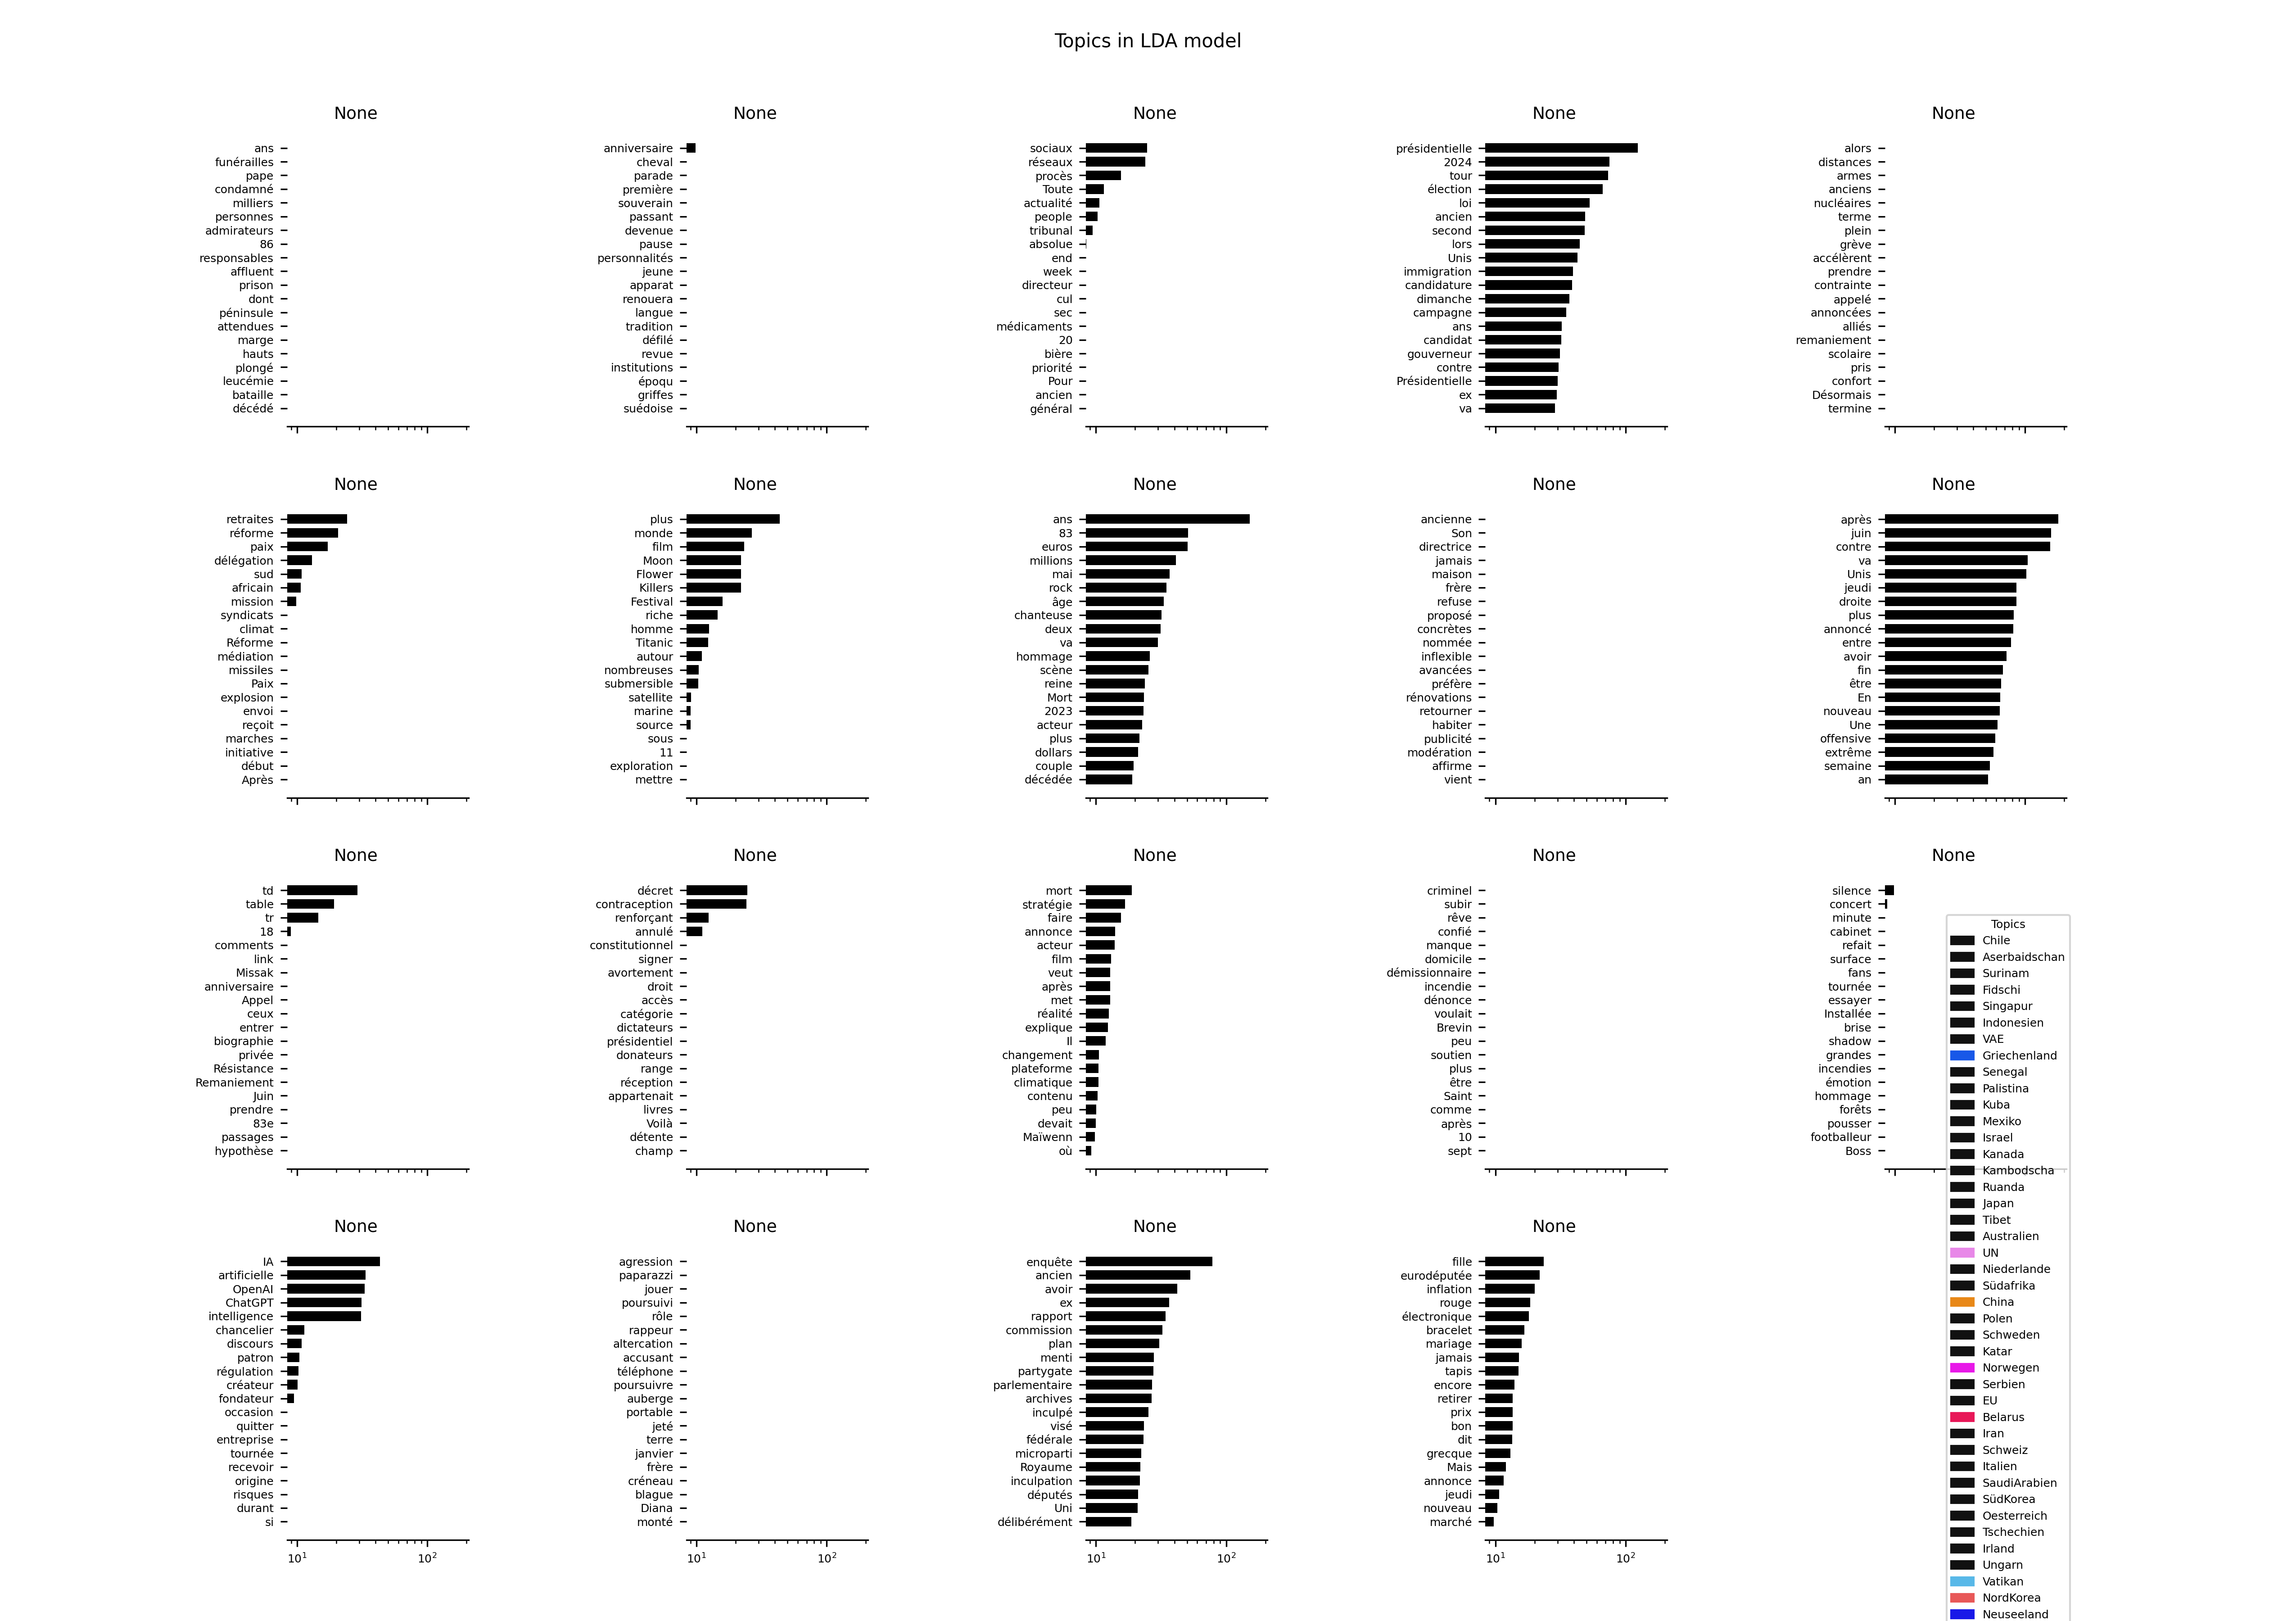 Topics in LDA model
None
ans
funérailles
pape
condamné
milliers
personnes
admirateurs
86
responsables
affluent
prison
dont
péninsule
attendues
marge
hauts
plongé
leucémie
bataille
décédé
None
anniversaire
cheval
parade
première
souverain
passant
devenue
pause
personnalités
jeune
apparat
renouera
langue
tradition
défilé
revue
institutions
époqu
griffes
suédoise
None
sociaux
réseaux
procès
Toute
actualité
people
tribunal
absolue
end
week
directeur
cul
sec
médicaments
20
bière
priorité
Pour
ancien
général
None
présidentielle
2024
tour
élection
loi
ancien
second
lors
Unis
immigration
candidature
dimanche
campagne
ans
candidat
gouverneur
contre
Présidentielle
ex
va
None
alors
distances
armes
anciens
nucléaires
terme
plein
grève
accélèrent
prendre
contrainte
appelé
annoncées
alliés
remaniement
scolaire
pris
confort
Désormais
termine
None
retraites
réforme
paix
délégation
sud
africain
mission
syndicats
climat
Réforme
médiation
missiles
Paix
explosion
envoi
reçoit
marches
initiative
début
Après
None
plus
monde
film
Moon
Flower
Killers
Festival
riche
homme
Titanic
autour
nombreuses
submersible
satellite
marine
source
sous
11
exploration
mettre
None
ans
83
euros
millions
mai
rock
âge
chanteuse
deux
va
hommage
scène
reine
Mort
2023
acteur
plus
dollars
couple
décédée
None
ancienne
Son
directrice
jamais
maison
frère
refuse
proposé
concrètes
nommée
inflexible
avancées
préfère
rénovations
retourner
habiter
publicité
modération
affirme
vient
None
après
juin
contre
va
Unis
jeudi
droite
plus
annoncé
entre
avoir
fin
être
En
nouveau
Une
offensive
extrême
semaine
an
None
td
table
tr
18
comments
link
Missak
anniversaire
Appel
ceux
entrer
biographie
privée
Résistance
Remaniement
Juin
prendre
83e
passages
hypothèse
None
décret
contraception
renforçant
annulé
constitutionnel
signer
avortement
droit
accès
catégorie
dictateurs
présidentiel
donateurs
range
réception
appartenait
livres
Voilà
détente
champ
None
mort
stratégie
faire
annonce
acteur
film
veut
après
met
réalité
explique
Il
changement
plateforme
climatique
contenu
peu
devait
Maïwenn
où
None
criminel
subir
rêve
confié
manque
domicile
démissionnaire
incendie
dénonce
voulait
Brevin
peu
soutien
plus
être
Saint
comme
après
10
sept
None
silence
concert
minute
cabinet
refait
surface
fans
tournée
essayer
Installée
brise
shadow
grandes
incendies
émotion
hommage
forêts
pousser
footballeur
Boss
None
IA
artificielle
OpenAI
ChatGPT
intelligence
chancelier
discours
patron
régulation
créateur
fondateur
occasion
quitter
entreprise
tournée
recevoir
origine
risques
durant
si
10¹ 10²
None
agression
paparazzi
jouer
poursuivi
rôle
rappeur
altercation
accusant
téléphone
poursuivre
auberge
portable
jeté
terre
janvier
frère
créneau
blague
Diana
monté
10¹ 10²
None
enquête
ancien
avoir
ex
rapport
commission
plan
menti
partygate
parlementaire
archives
inculpé
visé
fédérale
microparti
Royaume
inculpation
députés
Uni
délibérément
10¹ 10²
None
fille
eurodéputée
inflation
rouge
électronique
bracelet
mariage
jamais
tapis
encore
retirer
prix
bon
dit
grecque
Mais
annonce
jeudi
nouveau
marché
10¹ 10²
Topics
Chile
Aserbaidschan
Surinam
Fidschi
Singapur
Indonesien
VAE
Griechenland
Senegal
Palistina
Kuba
Mexiko
Israel
Kanada
Kambodscha
Ruanda
Japan
Tibet
Australien
UN
Niederlande
Südafrika
China
Polen
Schweden
Katar
Norwegen
Serbien
EU
Belarus
Iran
Schweiz
Italien
SaudiArabien
SüdKorea
Oesterreich
Tschechien
Irland
Ungarn
Vatikan
NordKorea
Neuseeland